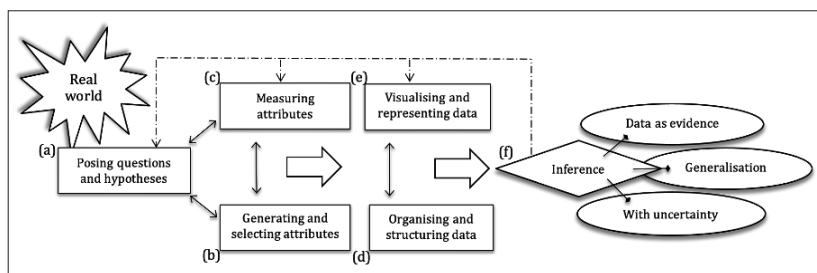 Real
world
(a)
Posing questions
and hypotheses
(c)
Measuring
attributes
(b)
Generating and
selecting attributes
(e)
Visualising and
representing data
(d)
Organising and
structuring data
(f)
Inference
Data as evidence
Generalisation
With uncertainty